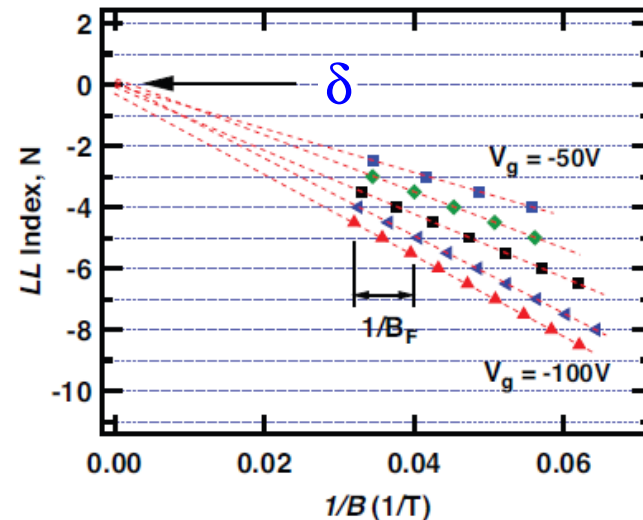 2
0
δ
-2
-4
-6
-8
-10
LL Index, N
V_g = -50V
1/B_F
V_g = -100V
0.00
0.02
0.04
0.06
1/B (1/T)